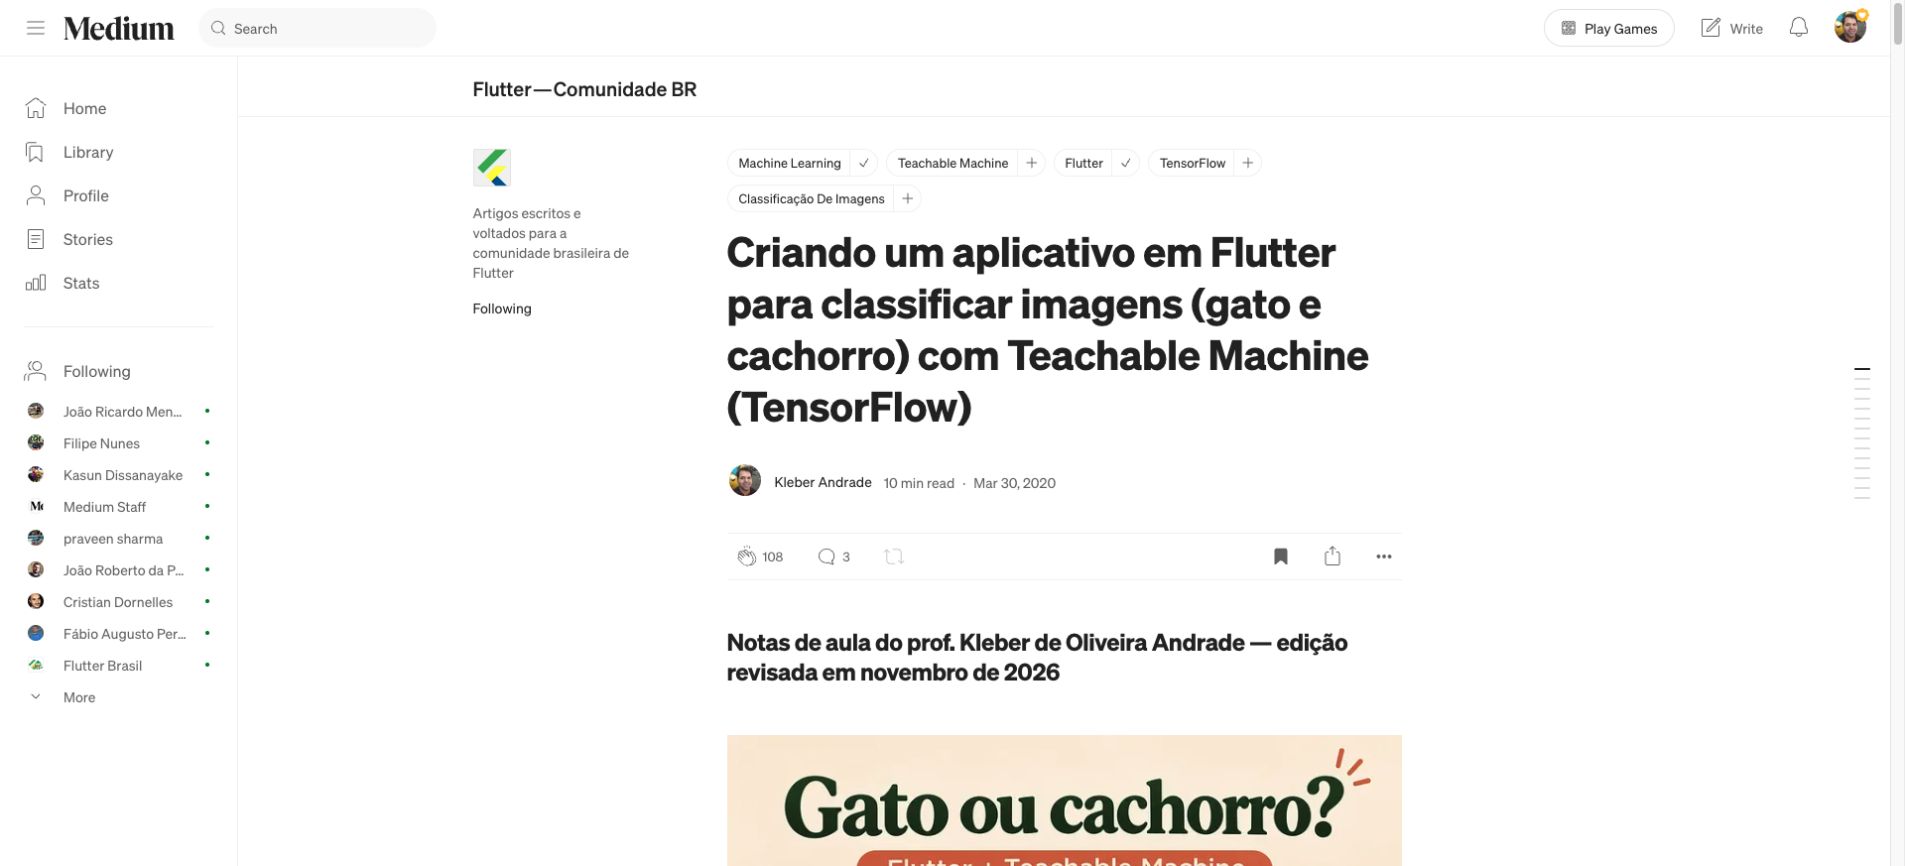 Medium
Search
Play Games
Write
Home
Library
Profile
Stories
Stats
Following
João Ricardo Men...
Filipe Nunes
Kasun Dissanayake
Medium Staff
praveen sharma
João Roberto da P...
Cristian Dornelles
Fábio Augusto Per...
Flutter Brasil
More
Flutter — Comunidade BR
Artigos escritos e
voltados para a
comunidade brasileira de
Flutter
Following
Machine Learning
Teachable Machine
Flutter
TensorFlow
Classificação De Imagens
Criando um aplicativo em Flutter
para classificar imagens (gato e
cachorro) com Teachable Machine
(TensorFlow)
Kleber Andrade 10 min read · Mar 30, 2020
108 3
Notas de aula do prof. Kleber de Oliveira Andrade — edição
revisada em novembro de 2026
Gato ou cachorro?
Flutter + Teachable Machine